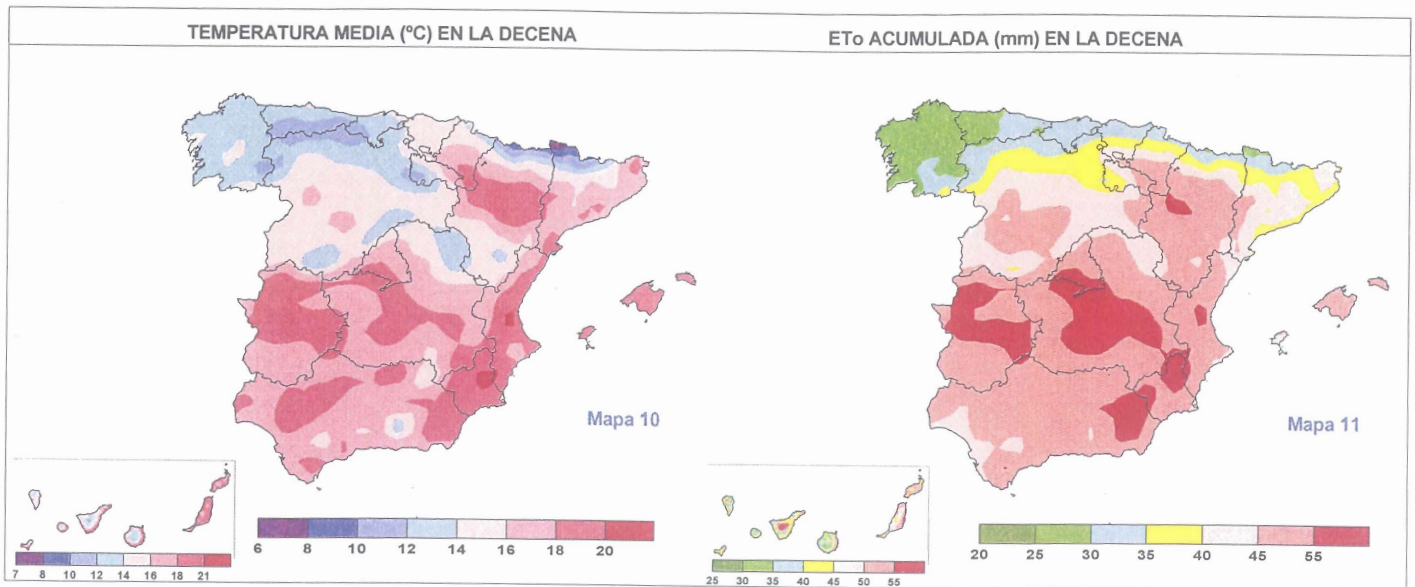 TEMPERATURA MEDIA (ºC) EN LA DECENA
ETo ACUMULADA (mm) EN LA DECENA
Mapa 10
Mapa 11
7 8 10 12 14 16 18 21
6 8 10 12 14 16 18 20
25 30 35 40 45 50 55
20 25 30 35 40 45 55